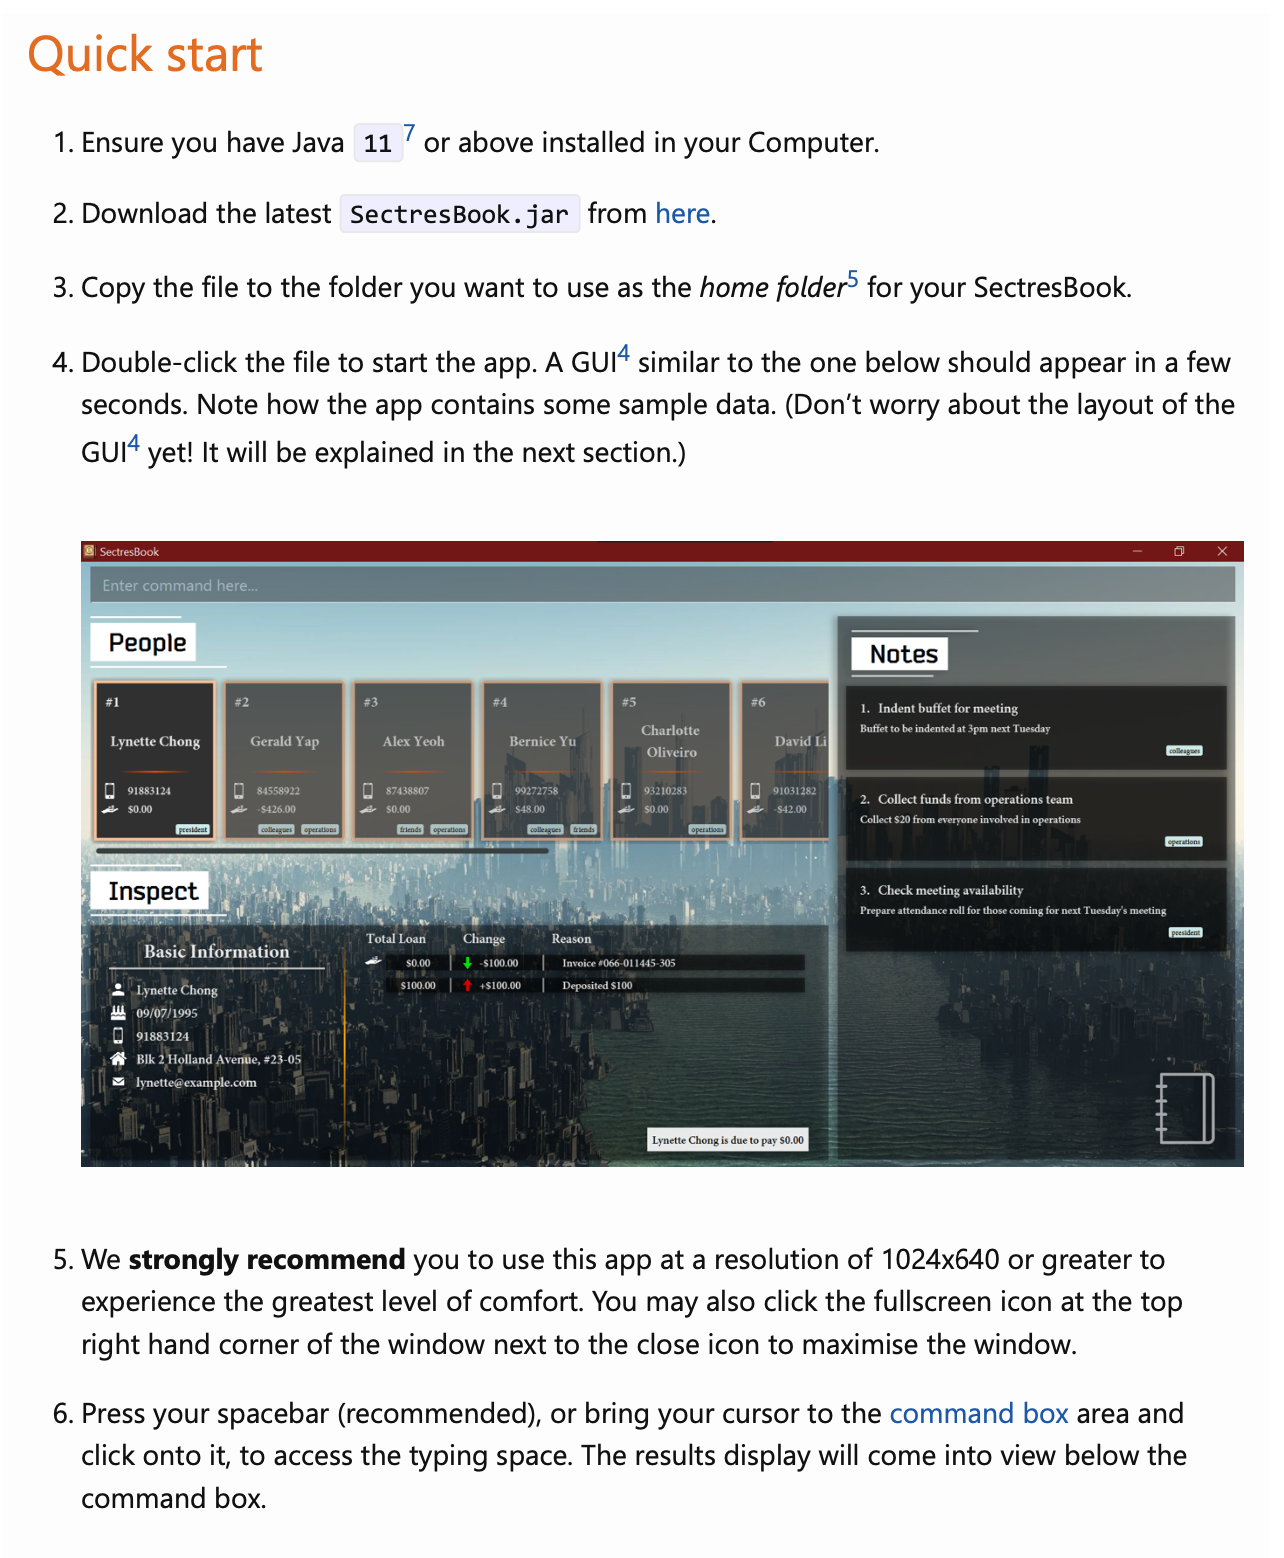 Quick start
1. Ensure you have Java 11 7 or above installed in your Computer.
2. Download the latest SectresBook.jar from here.
3. Copy the file to the folder you want to use as the home folder5 for your SectresBook.
4. Double-click the file to start the app. A GUI4 similar to the one below should appear in a few
seconds. Note how the app contains some sample data. (Don’t worry about the layout of the
GUI4 yet! It will be explained in the next section.)
SectresBook
Enter command here...
People
#1
Lynette Chong
91883124
$0.00
president
#2
Gerald Yap
84558922
-$426.00
colleagues operations
#3
Alex Yeoh
87438807
$0.00
friends operations
#4
Bernice Yu
99272758
$48.00
colleagues friends
#5
Charlotte
Oliveiro
93210283
$0.00
operations
#6
David Li
91031282
-$42.00
Notes
1. Indent buffet for meeting
Buffet to be indented at 3pm next Tuesday
colleagues
2. Collect funds from operations team
Collect $20 from everyone involved in operations
operations
3. Check meeting availability
Prepare attendance roll for those coming for next Tuesday's meeting
president
Inspect
Basic Information
Lynette Chong
09/07/1995
91883124
Blk 2 Holland Avenue, #23-05
lynette@example.com
Total Loan Change Reason
$0.00 -$100.00 Invoice #066-011445-305
$100.00 +$100.00 Deposited $100
Lynette Chong is due to pay $0.00
5. We strongly recommend you to use this app at a resolution of 1024x640 or greater to
experience the greatest level of comfort. You may also click the fullscreen icon at the top
right hand corner of the window next to the close icon to maximise the window.
6. Press your spacebar (recommended), or bring your cursor to the command box area and
click onto it, to access the typing space. The results display will come into view below the
command box.